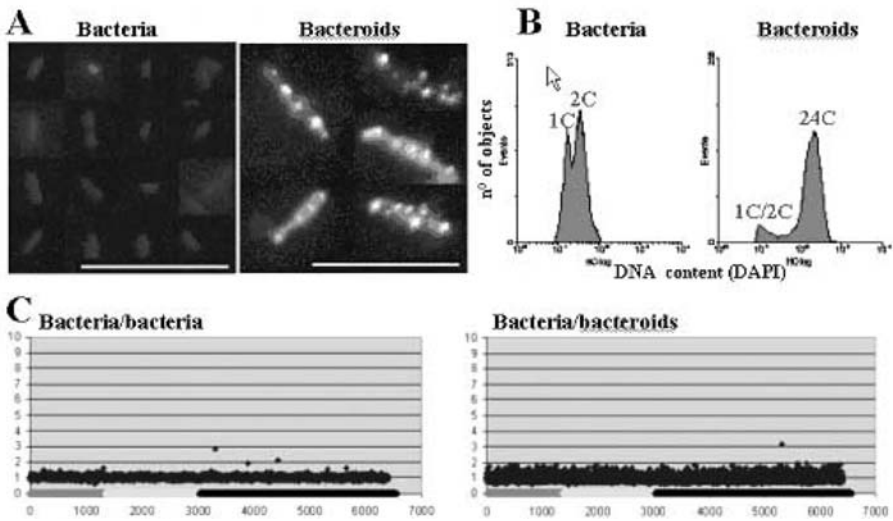 A
Bacteria
Bacteroids
B
Bacteria
Bacteroids
nº of objects
Events
1C
2C
Events
1C/2C
24C
DNA content (DAPI)
C
Bacteria/bacteria
10
9
8
7
6
5
4
3
2
1
0
0 1000 2000 3000 4000 5000 6000 7000
Bacteria/bacteroids
10
9
8
7
6
5
4
3
2
1
0
0 1000 2000 3000 4000 5000 6000 7000